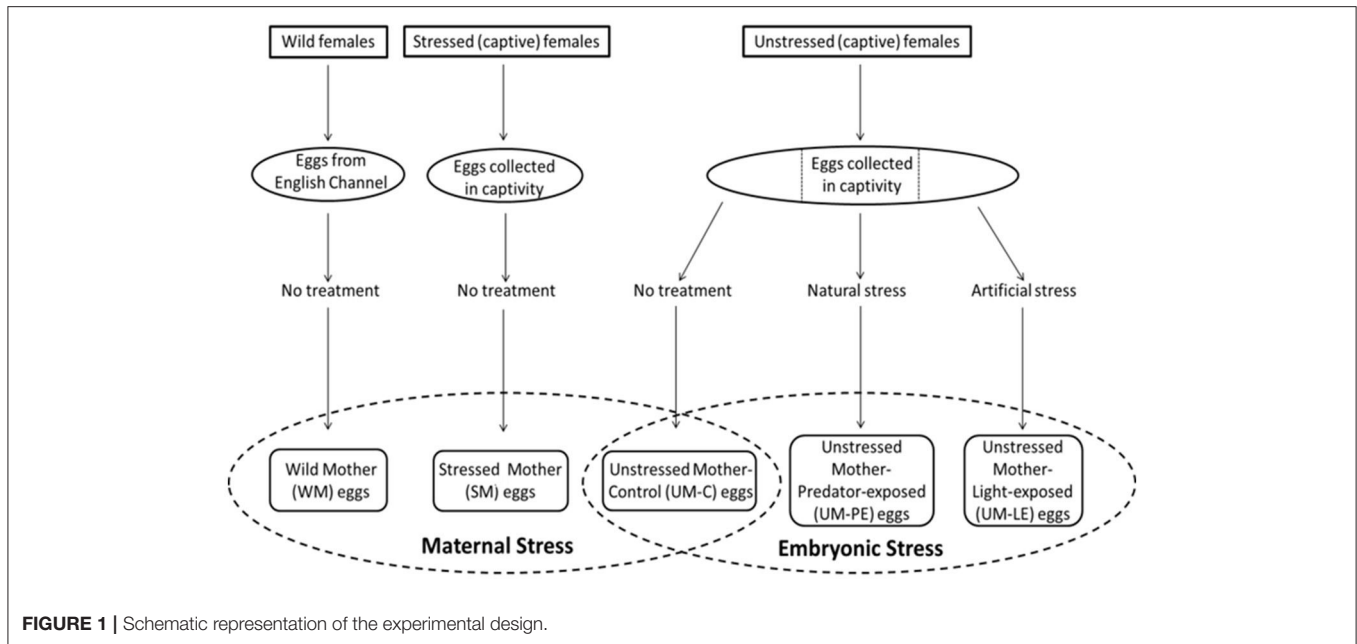 Wild females
Stressed (captive) females
Unstressed (captive) females
Eggs from
English Channel
Eggs collected
in captivity
Eggs collected
in captivity
No treatment
No treatment
No treatment
Natural stress
Artificial stress
Wild Mother
(WM) eggs
Stressed Mother
(SM) eggs
Unstressed Mother-
Control (UM-C) eggs
Unstressed
Mother-
Predator-exposed
(UM-PE) eggs
Unstressed
Mother-
Light-exposed
(UM-LE) eggs
Maternal Stress
Embryonic Stress
FIGURE 1 | Schematic representation of the experimental design.